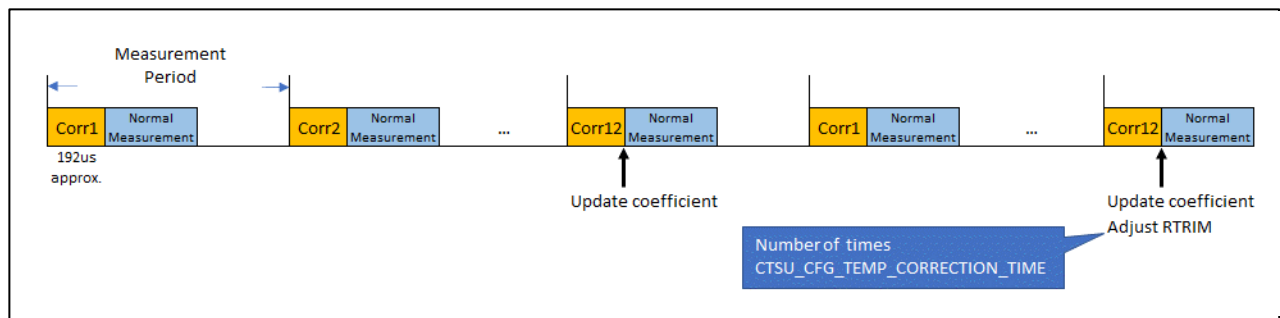 Measurement
Period
Corr1
Normal
Measurement
Corr2
Normal
Measurement
...
Corr12
Normal
Measurement
Corr1
Normal
Measurement
...
Corr12
Normal
Measurement
192us
approx.
Update coefficient
Update coefficient
Adjust RTRIM
Number of times
CTSU_CFG_TEMP_CORRECTION_TIME